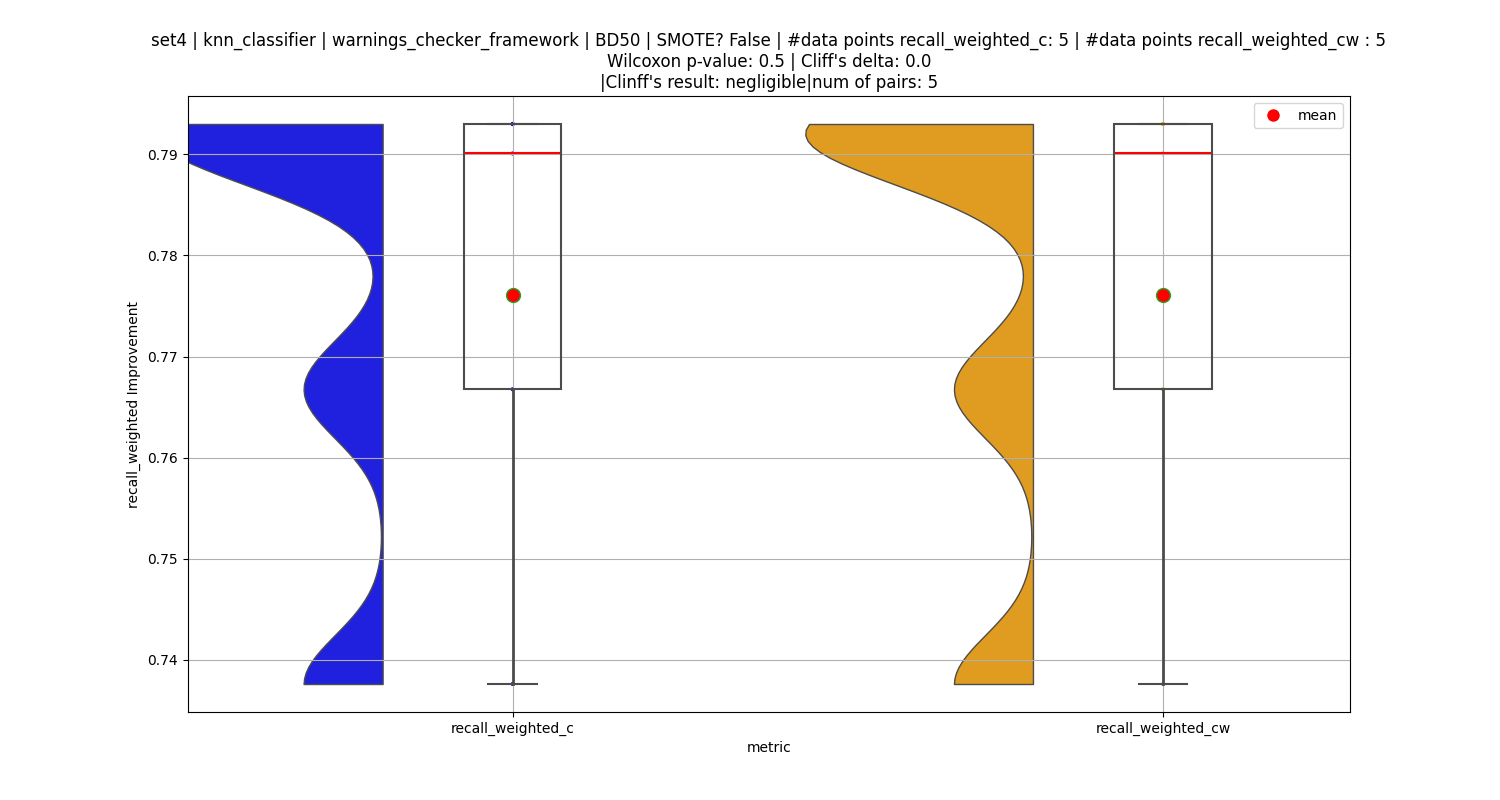 set4 | knn_classifier | warnings_checker_framework | BD50 | SMOTE? False | #data points recall_weighted_c: 5 | #data points recall_weighted_cw : 5
Wilcoxon p-value: 0.5 | Cliff's delta: 0.0
|Clinff's result: negligible|num of pairs: 5
mean
0.79
0.78
0.77
0.76
0.75
0.74
recall_weighted Improvement
recall_weighted_c
recall_weighted_cw
metric